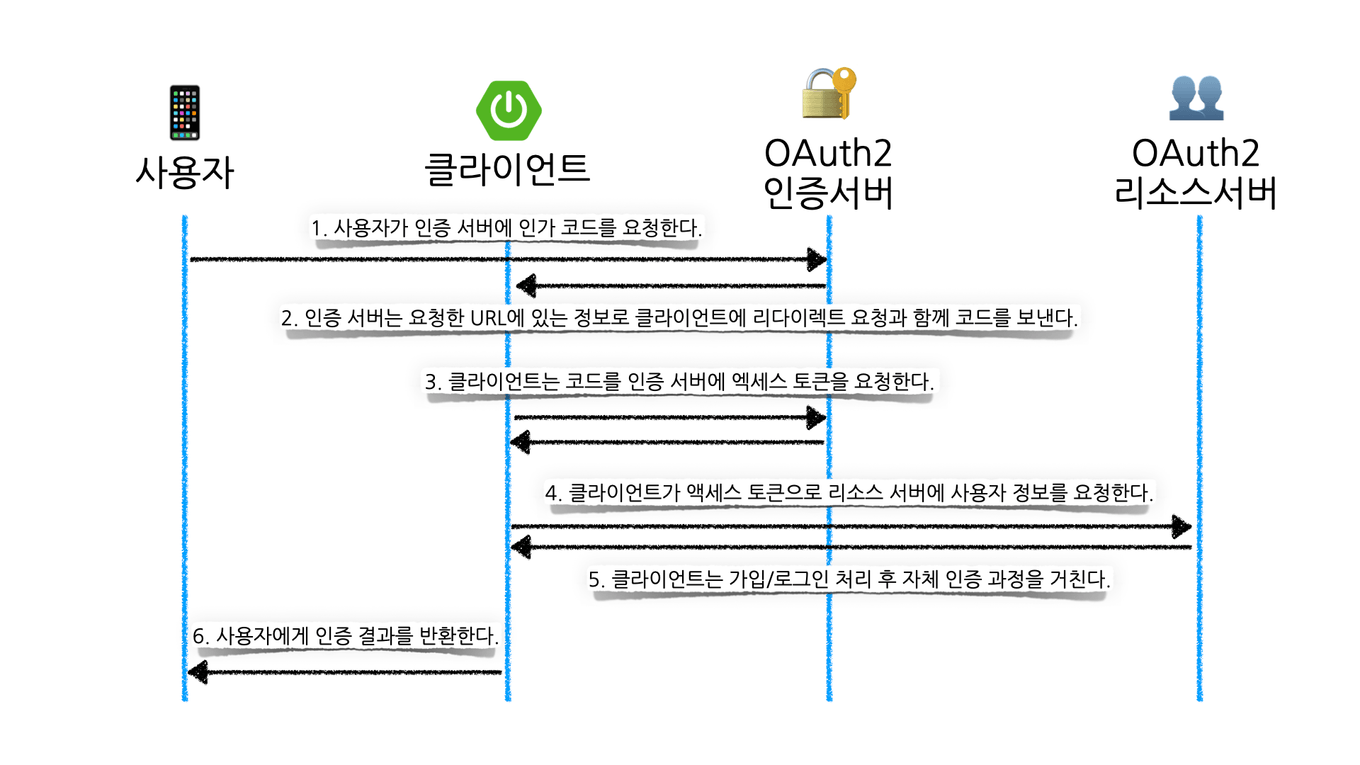 사용자
클라이언트
OAuth2
인증서버
OAuth2
리소스서버
1. 사용자가 인증 서버에 인가 코드를 요청한다.
2. 인증 서버는 요청한 URL에 있는 정보로 클라이언트에 리다이렉트 요청과 함께 코드를 보낸다.
3. 클라이언트는 코드를 인증 서버에 엑세스 토큰을 요청한다.
4. 클라이언트가 액세스 토큰으로 리소스 서버에 사용자 정보를 요청한다.
5. 클라이언트는 가입/로그인 처리 후 자체 인증 과정을 거친다.
6. 사용자에게 인증 결과를 반환한다.